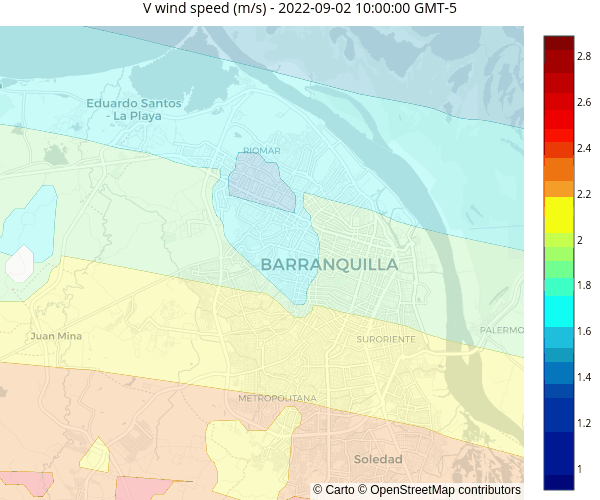 V wind speed (m/s) - 2022-09-02 10:00:00 GMT-5
2.8
2.6
2.4
2.2
2
1.8
1.6
1.4
1.2
1
Eduardo Santos
- La Playa
RIOMAR
BARRANQUILLA
PALERMO
Juan Mina
SURORIENTE
METROPOLITANA
Soledad
© Carto © OpenStreetMap contributors